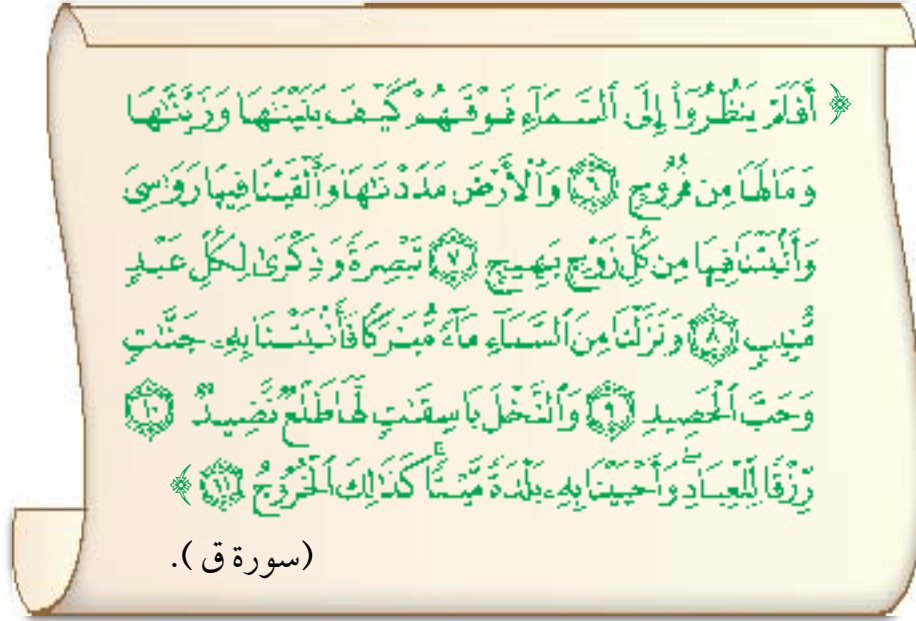 ﴿ أَفَلَمْ يَنظُرُوٓا۟ إِلَى ٱلسَّمَآءِ فَوْقَهُمْ كَيْفَ بَنَيْنَٰهَا وَزَيَّنَّٰهَا
وَمَا لَهَا مِن فُرُوجٍ ﴿٦﴾ وَٱلْأَرْضَ مَدَدْنَٰهَا وَأَلْقَيْنَا فِيهَا رَوَٰسِىَ
وَأَنۢبَتْنَا فِيهَا مِن كُلِّ زَوْجٍۭ بَهِيجٍ ﴿٧﴾ تَبْصِرَةً وَذِكْرَىٰ لِكُلِّ عَبْدٍ
مُّنِيبٍ ﴿٨﴾ وَنَزَّلْنَا مِنَ ٱلسَّمَآءِ مَآءً مُّبَٰرَكًا فَأَنۢبَتْنَا بِهِۦ جَنَّٰتٍ
وَحَبَّ ٱلْحَصِيدِ ﴿٩﴾ وَٱلنَّخْلَ بَاسِقَٰتٍ لَّهَا طَلْعٌ نَّضِيدٌ ﴿١٠﴾
رِّزْقًا لِّلْعِبَادِ ۖ وَأَحْيَيْنَا بِهِۦ بَلْدَةً مَّيْتًا ۚ كَذَٰلِكَ ٱلْخُرُوجُ ﴿١١﴾ ﴾
(سورة ق ).